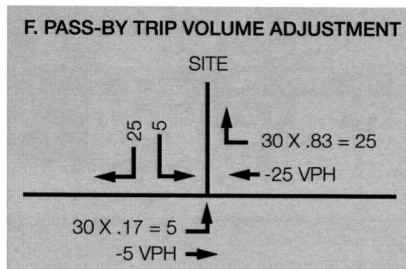 F. PASS-BY TRIP VOLUME ADJUSTMENT
SITE
25
5
30 X .83 = 25
-25 VPH
30 X .17 = 5
-5 VPH